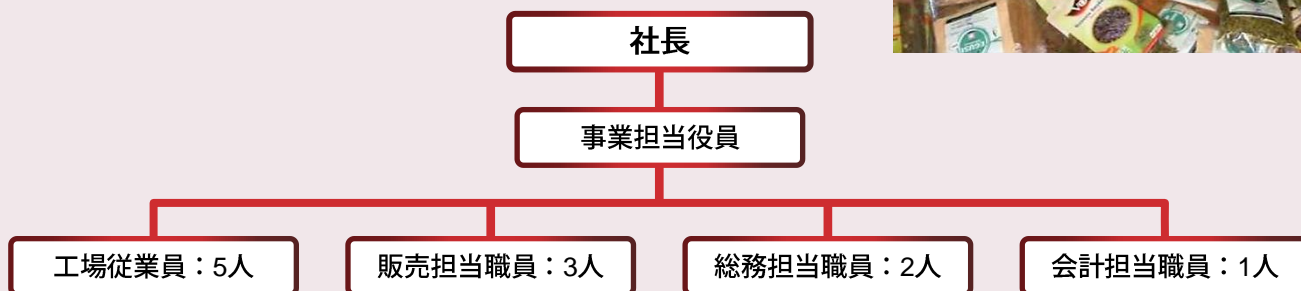 社長
事業担当役員
工場従業員：5人
販売担当職員：3人
総務担当職員：2人
会計担当職員：1人